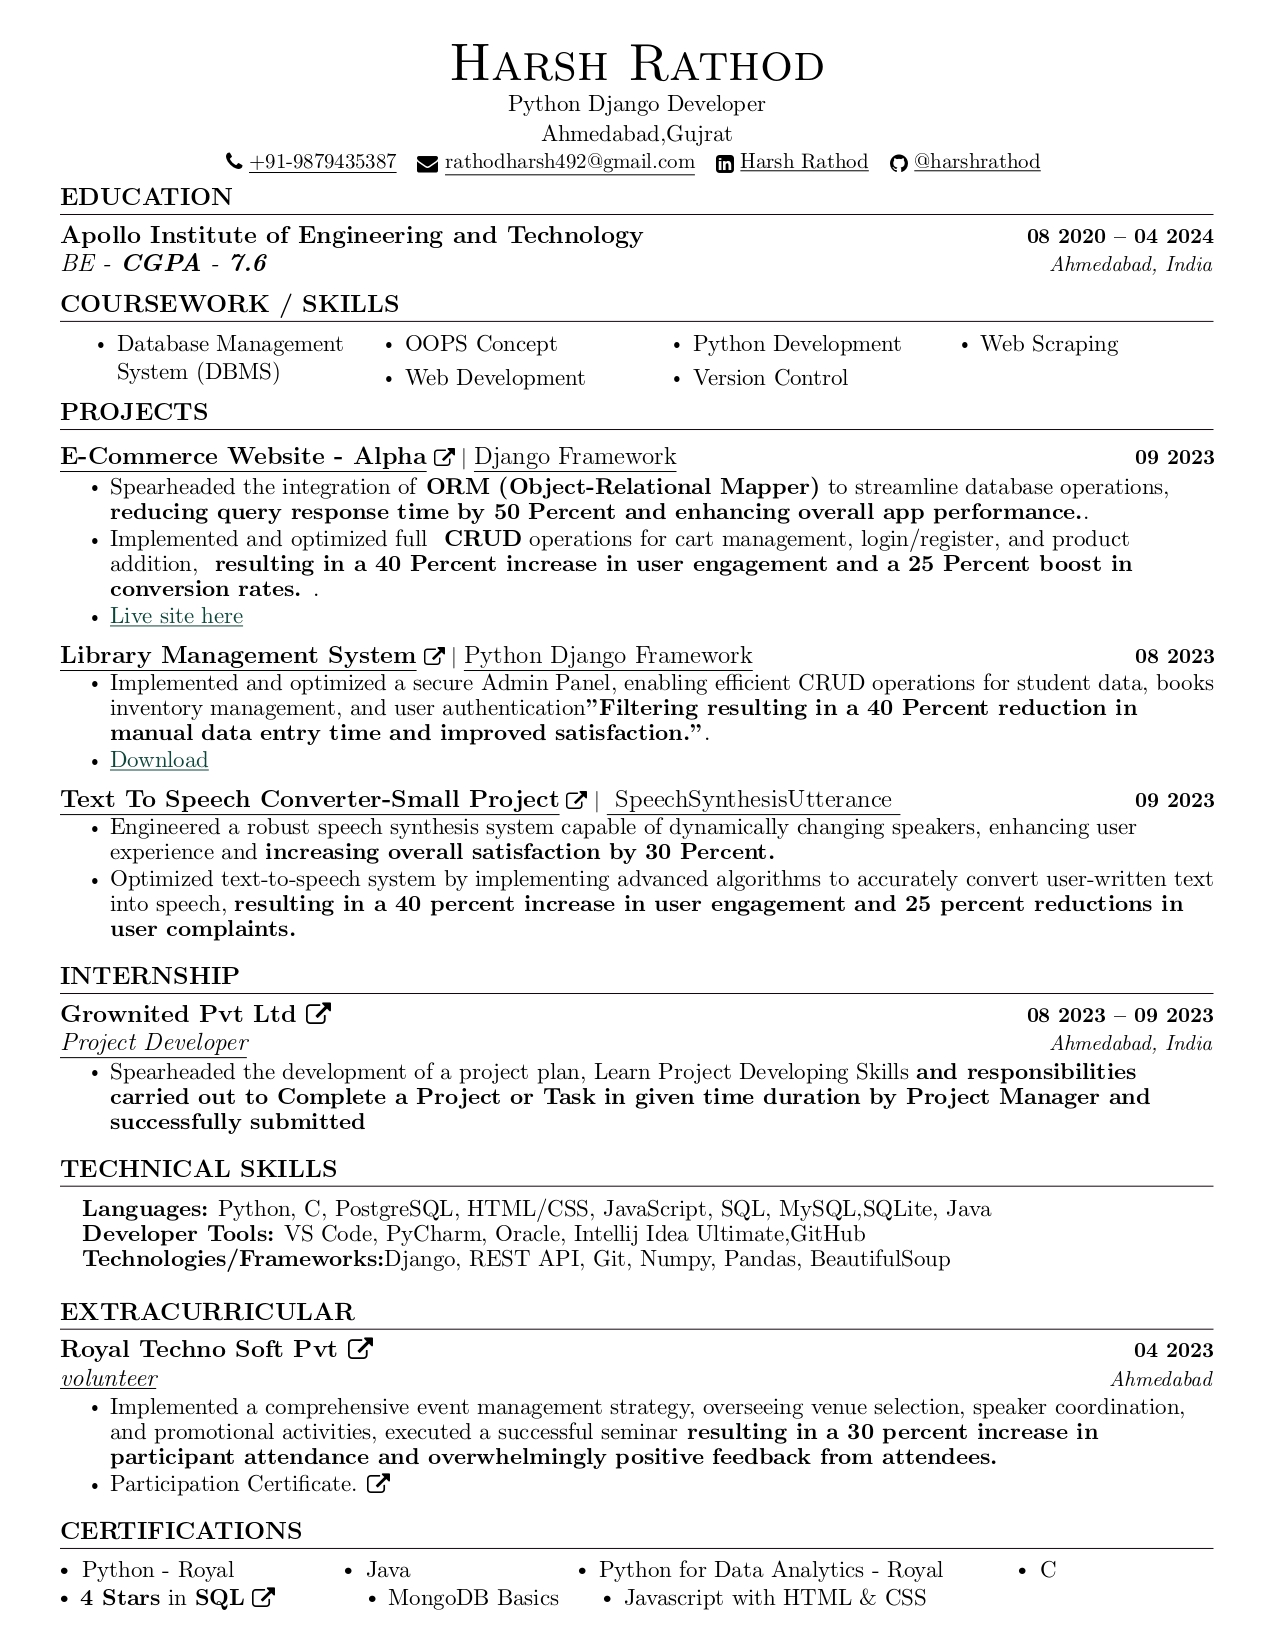 Harsh Rathod
Python Django Developer
Ahmedabad,Gujrat
+91-9879435387 rathodharsh492@gmail.com Harsh Rathod @harshrathod
EDUCATION
Apollo Institute of Engineering and Technology 08 2020 – 04 2024
BE - CGPA - 7.6 Ahmedabad, India
COURSEWORK / SKILLS
• Database Management • OOPS Concept • Python Development • Web Scraping
System (DBMS)
• Web Development • Version Control
PROJECTS
E-Commerce Website - Alpha | Django Framework 09 2023
• Spearheaded the integration of ORM (Object-Relational Mapper) to streamline database operations,
reducing query response time by 50 Percent and enhancing overall app performance..
• Implemented and optimized full CRUD operations for cart management, login/register, and product
addition, resulting in a 40 Percent increase in user engagement and a 25 Percent boost in
conversion rates. .
• Live site here
Library Management System | Python Django Framework 08 2023
• Implemented and optimized a secure Admin Panel, enabling efficient CRUD operations for student data, books
inventory management, and user authentication”Filtering resulting in a 40 Percent reduction in
manual data entry time and improved satisfaction.”.
• Download
Text To Speech Converter-Small Project | SpeechSynthesisUtterance 09 2023
• Engineered a robust speech synthesis system capable of dynamically changing speakers, enhancing user
experience and increasing overall satisfaction by 30 Percent.
• Optimized text-to-speech system by implementing advanced algorithms to accurately convert user-written text
into speech, resulting in a 40 percent increase in user engagement and 25 percent reductions in
user complaints.
INTERNSHIP
Grownited Pvt Ltd 08 2023 – 09 2023
Project Developer Ahmedabad, India
• Spearheaded the development of a project plan, Learn Project Developing Skills and responsibilities
carried out to Complete a Project or Task in given time duration by Project Manager and
successfully submitted
TECHNICAL SKILLS
Languages: Python, C, PostgreSQL, HTML/CSS, JavaScript, SQL, MySQL,SQLite, Java
Developer Tools: VS Code, PyCharm, Oracle, Intellij Idea Ultimate,GitHub
Technologies/Frameworks:Django, REST API, Git, Numpy, Pandas, BeautifulSoup
EXTRACURRICULAR
Royal Techno Soft Pvt 04 2023
volunteer Ahmedabad
• Implemented a comprehensive event management strategy, overseeing venue selection, speaker coordination,
and promotional activities, executed a successful seminar resulting in a 30 percent increase in
participant attendance and overwhelmingly positive feedback from attendees.
• Participation Certificate.
CERTIFICATIONS
• Python - Royal • Java • Python for Data Analytics - Royal • C
• 4 Stars in SQL • MongoDB Basics • Javascript with HTML & CSS